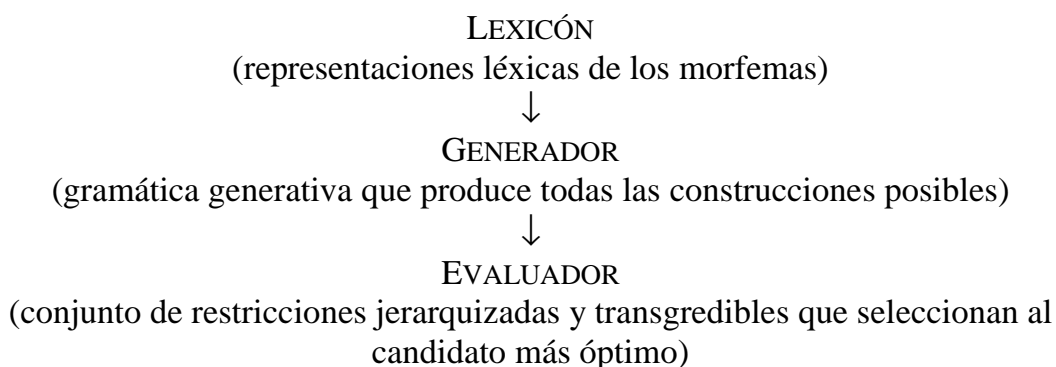 LEXICÓN
(representaciones léxicas de los morfemas)
↓
GENERADOR
(gramática generativa que produce todas las construcciones posibles)
↓
EVALUADOR
(conjunto de restricciones jerarquizadas y transgredibles que seleccionan al
candidato más óptimo)